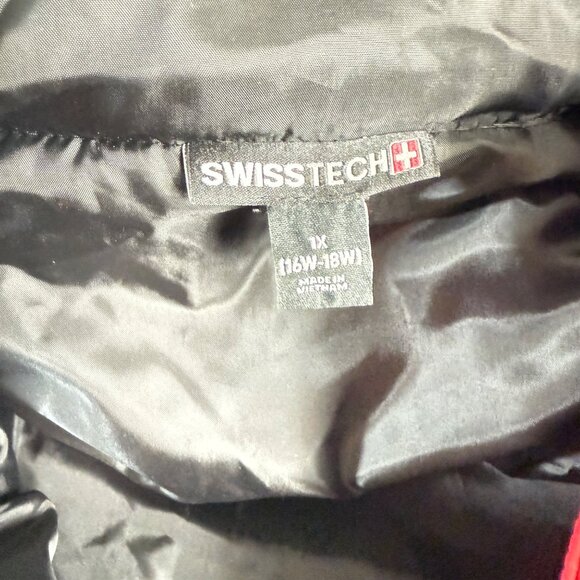 SWISSTECH
1X
(16W-18W)
MADE IN
VIETNAM